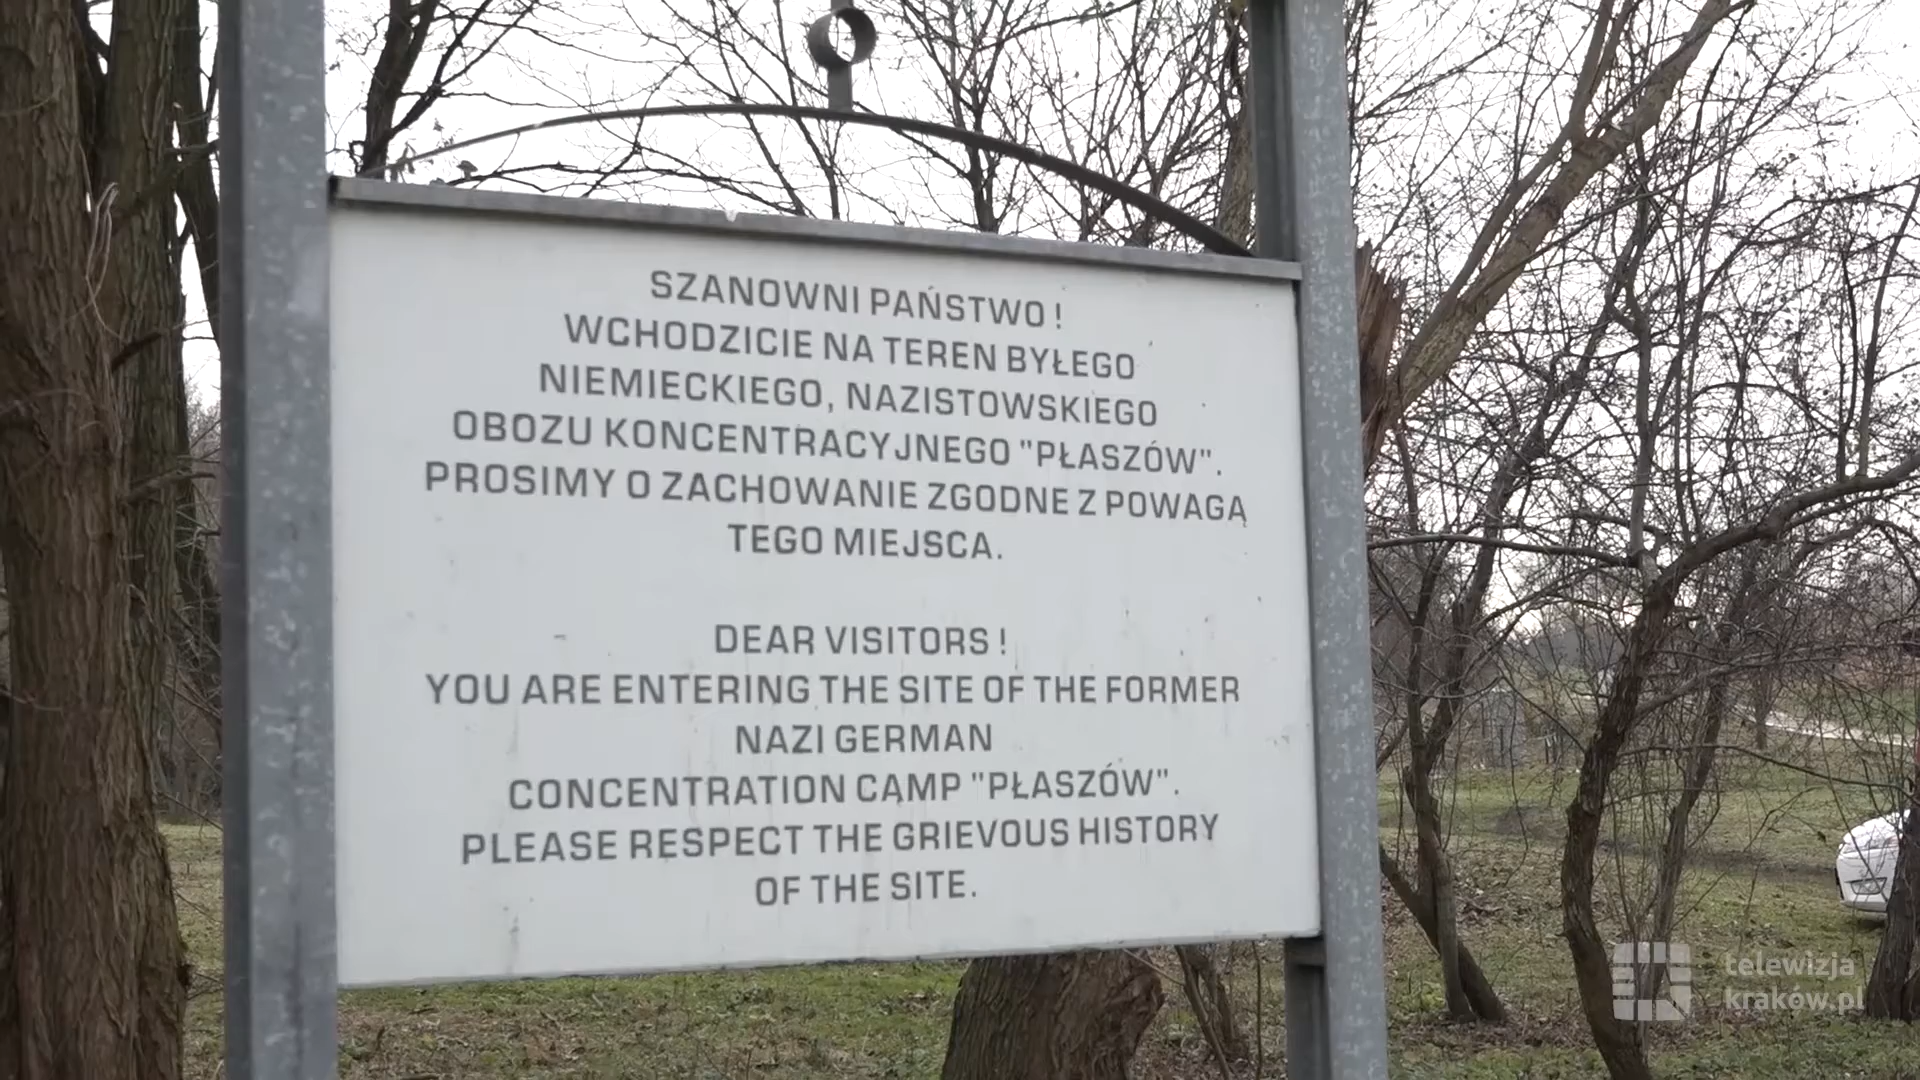 SZANOWNI PAŃSTWO !
WCHODZICIE NA TEREN BYŁEGO
NIEMIECKIEGO, NAZISTOWSKIEGO
OBOZU KONCENTRACYJNEGO "PŁASZÓW".
PROSIMY O ZACHOWANIE ZGODNE Z POWAGĄ
TEGO MIEJSCA.
DEAR VISITORS !
YOU ARE ENTERING THE SITE OF THE FORMER
NAZI GERMAN
CONCENTRATION CAMP "PŁASZÓW".
PLEASE RESPECT THE GRIEVOUS HISTORY
OF THE SITE.
telewizja
kraków.pl